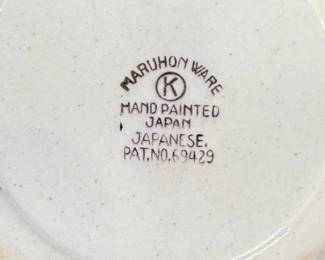 MARUHON WARE
K
HAND PAINTED
JAPAN
JAPANESE.
PAT.NO.69429